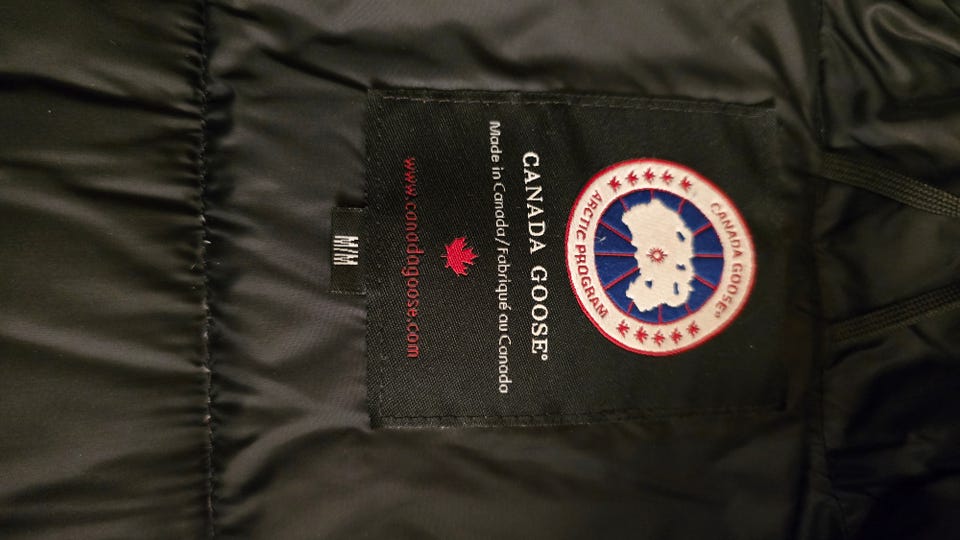 CANADA GOOSE®
ARCTIC PROGRAM
CANADA GOOSE®
Made in Canada/Fabriqué au Canada
www.canadagoose.com
M/M